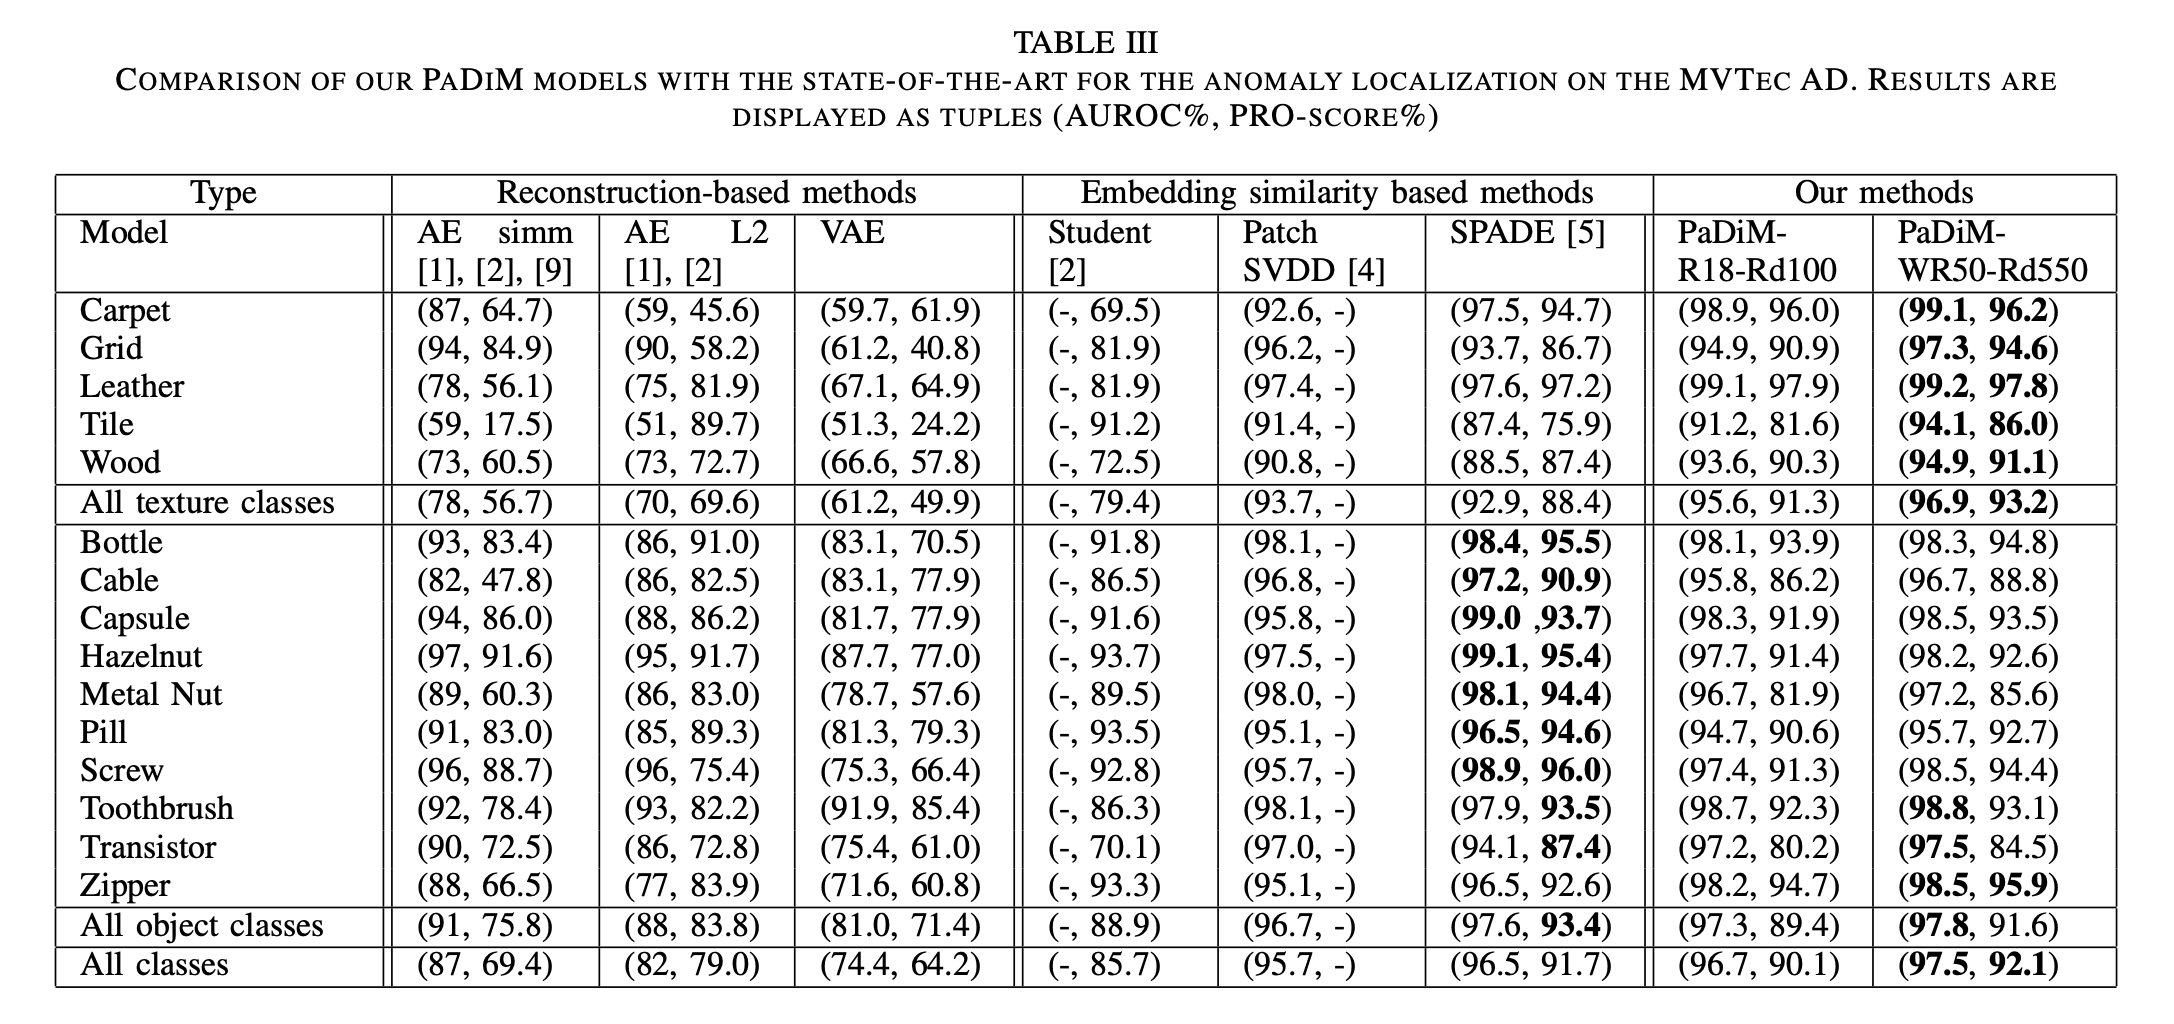 TABLE III
COMPARISON OF OUR PADIM MODELS WITH THE STATE-OF-THE-ART FOR THE ANOMALY LOCALIZATION ON THE MVTEC AD. RESULTS ARE
DISPLAYED AS TUPLES (AUROC%, PRO-SCORE%)
Type Reconstruction-based methods Embedding similarity based methods Our methods
Model AE simm AE L2 VAE Student Patch SPADE [5] PaDiM- PaDiM-
[1], [2], [9] [1], [2] [2] SVDD [4] R18-Rd100 WR50-Rd550
Carpet (87, 64.7) (59, 45.6) (59.7, 61.9) (-, 69.5) (92.6, -) (97.5, 94.7) (98.9, 96.0) (99.1, 96.2)
Grid (94, 84.9) (90, 58.2) (61.2, 40.8) (-, 81.9) (96.2, -) (93.7, 86.7) (94.9, 90.9) (97.3, 94.6)
Leather (78, 56.1) (75, 81.9) (67.1, 64.9) (-, 81.9) (97.4, -) (97.6, 97.2) (99.1, 97.9) (99.2, 97.8)
Tile (59, 17.5) (51, 89.7) (51.3, 24.2) (-, 91.2) (91.4, -) (87.4, 75.9) (91.2, 81.6) (94.1, 86.0)
Wood (73, 60.5) (73, 72.7) (66.6, 57.8) (-, 72.5) (90.8, -) (88.5, 87.4) (93.6, 90.3) (94.9, 91.1)
All texture classes (78, 56.7) (70, 69.6) (61.2, 49.9) (-, 79.4) (93.7, -) (92.9, 88.4) (95.6, 91.3) (96.9, 93.2)
Bottle (93, 83.4) (86, 91.0) (83.1, 70.5) (-, 91.8) (98.1, -) (98.4, 95.5) (98.1, 93.9) (98.3, 94.8)
Cable (82, 47.8) (86, 82.5) (83.1, 77.9) (-, 86.5) (96.8, -) (97.2, 90.9) (95.8, 86.2) (96.7, 88.8)
Capsule (94, 86.0) (88, 86.2) (81.7, 77.9) (-, 91.6) (95.8, -) (99.0 ,93.7) (98.3, 91.9) (98.5, 93.5)
Hazelnut (97, 91.6) (95, 91.7) (87.7, 77.0) (-, 93.7) (97.5, -) (99.1, 95.4) (97.7, 91.4) (98.2, 92.6)
Metal Nut (89, 60.3) (86, 83.0) (78.7, 57.6) (-, 89.5) (98.0, -) (98.1, 94.4) (96.7, 81.9) (97.2, 85.6)
Pill (91, 83.0) (85, 89.3) (81.3, 79.3) (-, 93.5) (95.1, -) (96.5, 94.6) (94.7, 90.6) (95.7, 92.7)
Screw (96, 88.7) (96, 75.4) (75.3, 66.4) (-, 92.8) (95.7, -) (98.9, 96.0) (97.4, 91.3) (98.5, 94.4)
Toothbrush (92, 78.4) (93, 82.2) (91.9, 85.4) (-, 86.3) (98.1, -) (97.9, 93.5) (98.7, 92.3) (98.8, 93.1)
Transistor (90, 72.5) (86, 72.8) (75.4, 61.0) (-, 70.1) (97.0, -) (94.1, 87.4) (97.2, 80.2) (97.5, 84.5)
Zipper (88, 66.5) (77, 83.9) (71.6, 60.8) (-, 93.3) (95.1, -) (96.5, 92.6) (98.2, 94.7) (98.5, 95.9)
All object classes (91, 75.8) (88, 83.8) (81.0, 71.4) (-, 88.9) (96.7, -) (97.6, 93.4) (97.3, 89.4) (97.8, 91.6)
All classes (87, 69.4) (82, 79.0) (74.4, 64.2) (-, 85.7) (95.7, -) (96.5, 91.7) (96.7, 90.1) (97.5, 92.1)